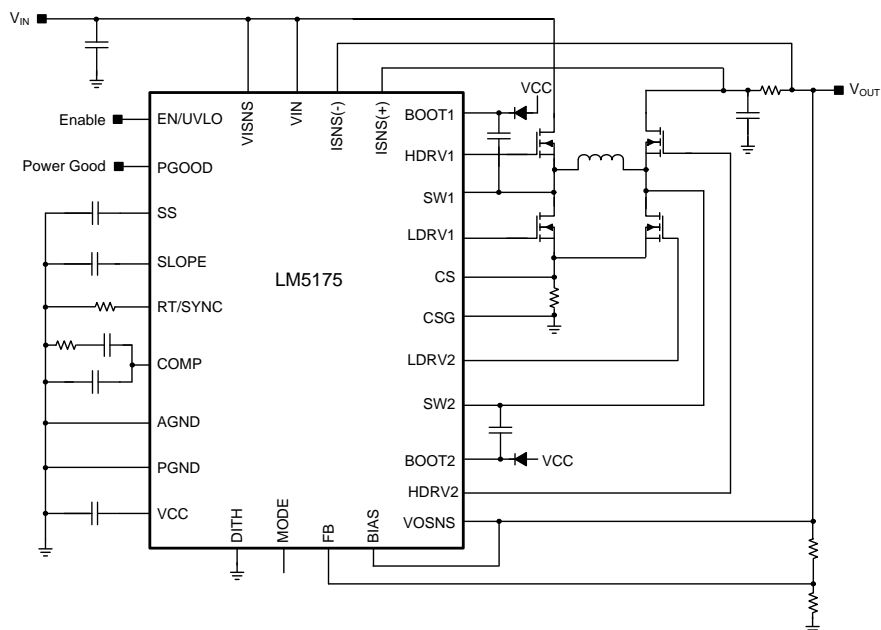 V_IN
VISNS
VIN
ISNS(-)
ISNS(+)
VCC
V_OUT
Enable
EN/UVLO
BOOT1
Power Good
PGOOD
HDRV1
SS
SW1
LDRV1
SLOPE
LM5175
CS
RT/SYNC
CSG
COMP
LDRV2
SW2
AGND
BOOT2
VCC
PGND
HDRV2
VCC
VOSNS
DITH
MODE
FB
BIAS